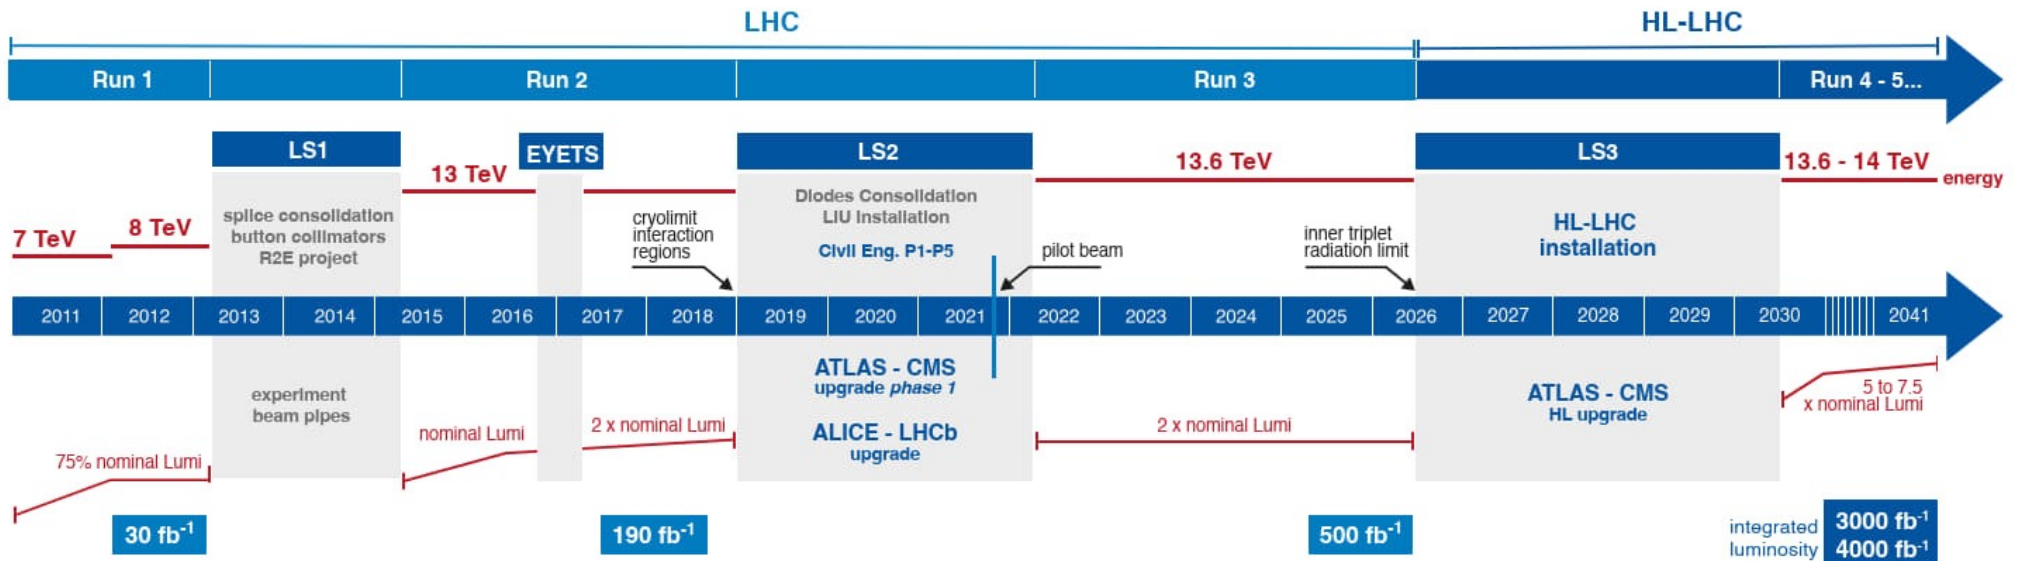 LHC
HL-LHC
Run 1
Run 2
Run 3
Run 4 - 5...
LS1
EYETS
LS2
LS3
13 TeV
13.6 TeV
13.6 - 14 TeV
energy
7 TeV
8 TeV
splice consolidation
button collimators
R2E project
cryolimit
interaction
regions
Diodes Consolidation
LIU Installation
Civil Eng. P1-P5
pilot beam
inner triplet
radiation limit
HL-LHC
installation
2011
2012
2013
2014
2015
2016
2017
2018
2019
2020
2021
2022
2023
2024
2025
2026
2027
2028
2029
2030
2041
experiment
beam pipes
ATLAS - CMS
upgrade phase 1
ALICE - LHCb
upgrade
ATLAS - CMS
HL upgrade
5 to 7.5
x nominal Lumi
75% nominal Lumi
nominal Lumi
2 x nominal Lumi
2 x nominal Lumi
30 fb⁻¹
190 fb⁻¹
500 fb⁻¹
integrated
luminosity
3000 fb⁻¹
4000 fb⁻¹